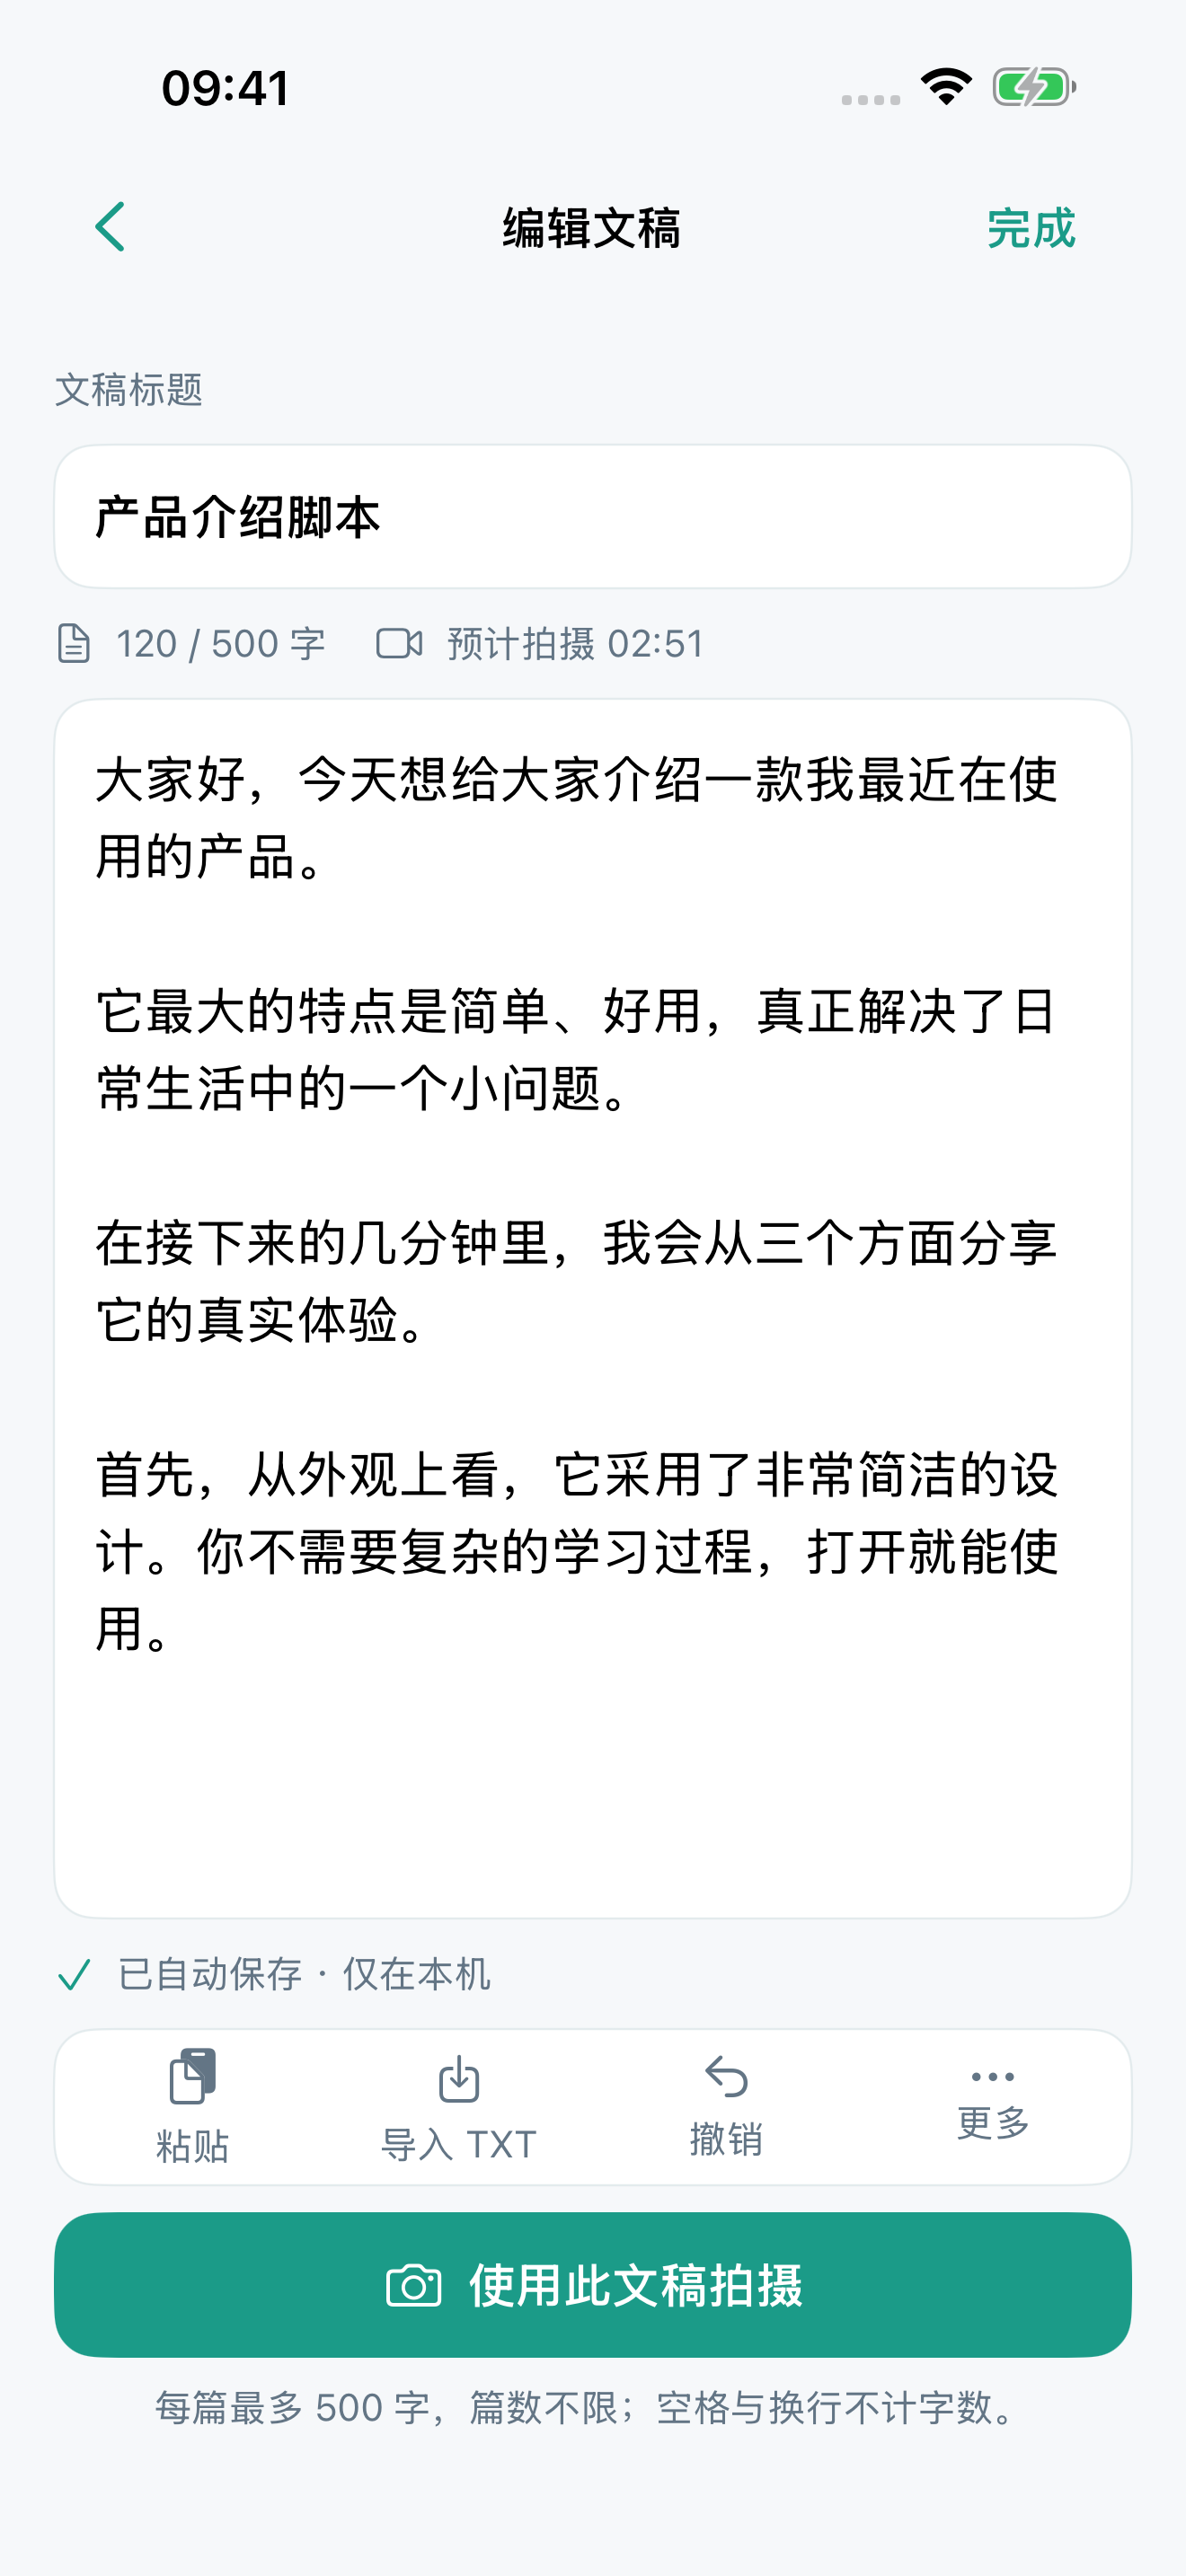 09:41
编辑文稿
完成
文稿标题
产品介绍脚本
120 / 500 字
预计拍摄 02:51
大家好，今天想给大家介绍一款我最近在使
用的产品。
它最大的特点是简单、好用，真正解决了日
常生活中的一个小问题。
在接下来的几分钟里，我会从三个方面分享
它的真实体验。
首先，从外观上看，它采用了非常简洁的设
计。你不需要复杂的学习过程，打开就能使
用。
已自动保存 · 仅在本机
粘贴
导入 TXT
撤销
更多
使用此文稿拍摄
每篇最多 500 字，篇数不限；空格与换行不计字数。